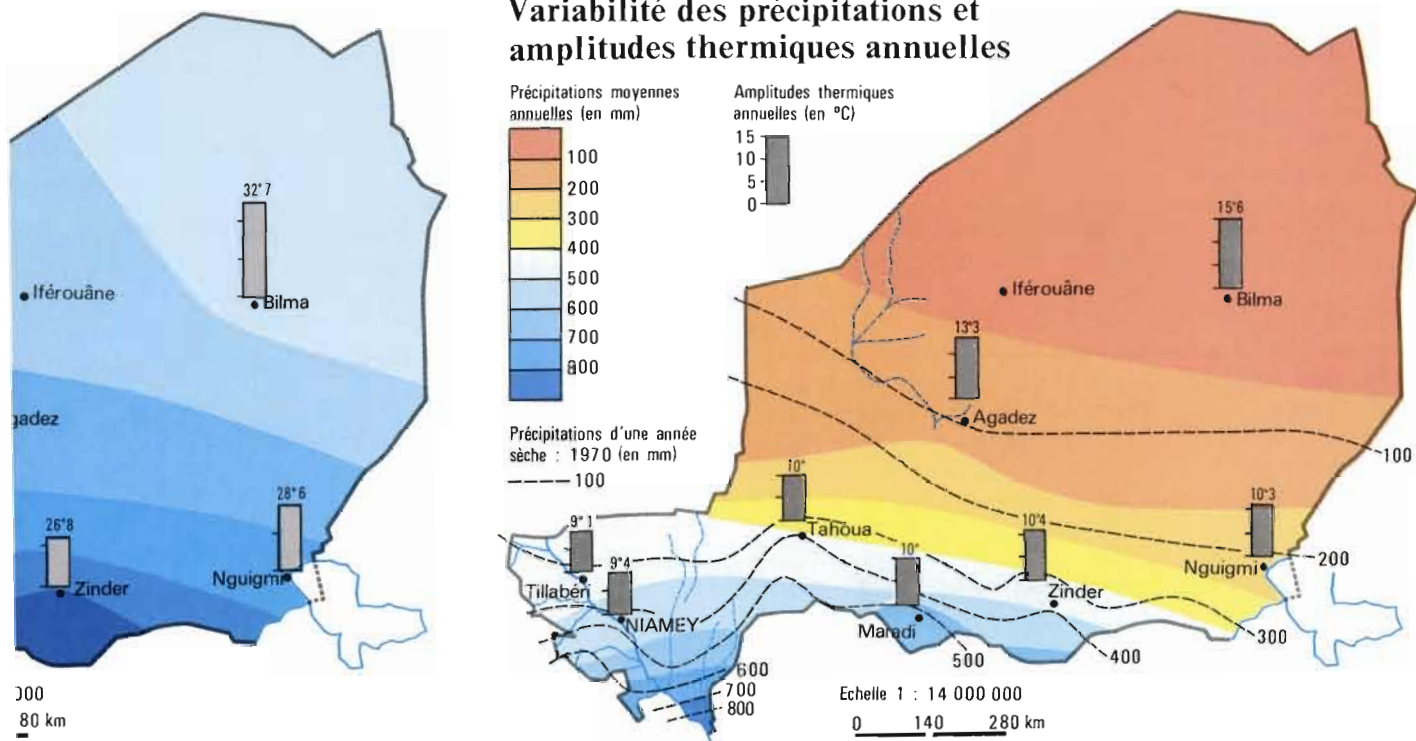 32°7
Iférouâne
Bilma
gadez
28°6
26°8
Nguigmi
Zinder
000
80 km
Variabilité des précipitations et
amplitudes thermiques annuelles
Précipitations moyennes
annuelles (en mm)
100
200
300
400
500
600
700
800
Amplitudes thermiques
annuelles (en °C)
15
10
5
0
Précipitations d'une année
sèche : 1970 (en mm)
100
15°6
Iférouâne
Bilma
13°3
Agadez
100
10°
Tahoua
9°1
Tillabéri
9°4
NIAMEY
10°
Maradi
10°4
Zinder
10°3
Nguigmi
200
300
400
500
600
700
800
Echelle 1 : 14 000 000
0 140 280 km